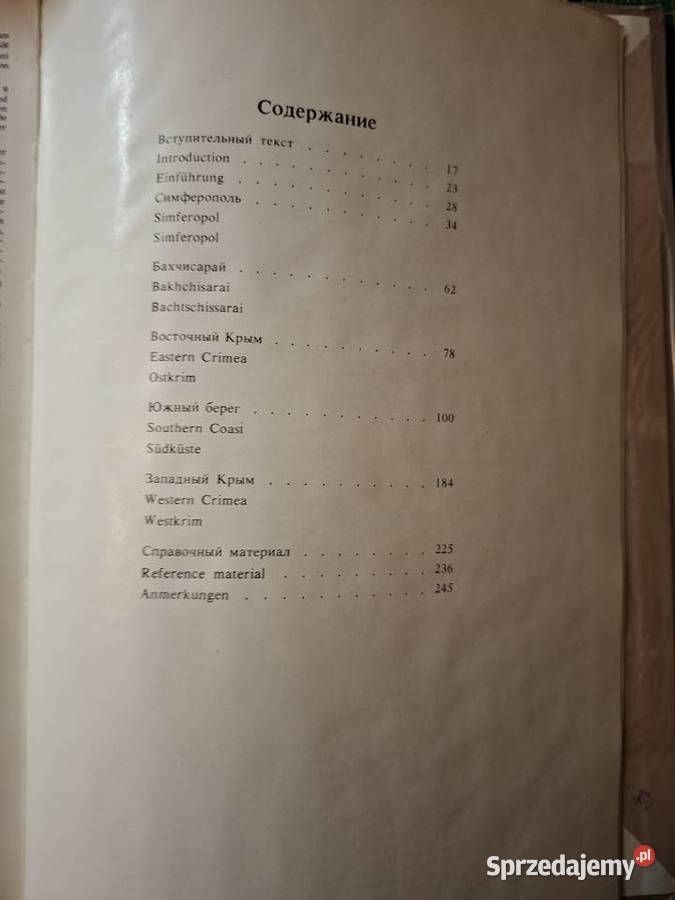 Содержание
Вступительный текст . . . . . . . 17
Introduction . . . . . . . . . . 23
Einführung . . . . . . . . . . 28
Симферополь . . . . . . . . . 34
Simferopol
Simferopol
Бахчисарай . . . . . . . . . . 62
Bakhchisarai
Bachtschissarai
Восточный Крым . . . . . . . . . 78
Eastern Crimea
Ostkrim
Южный берег . . . . . . . . . . 100
Southern Coast
Südküste
Западный Крым . . . . . . . . . 184
Western Crimea
Westkrim
Справочный материал . . . . . . . 225
Reference material . . . . . . . . 236
Anmerkungen . . . . . . . . . . 245
Sprzedajemy.pl